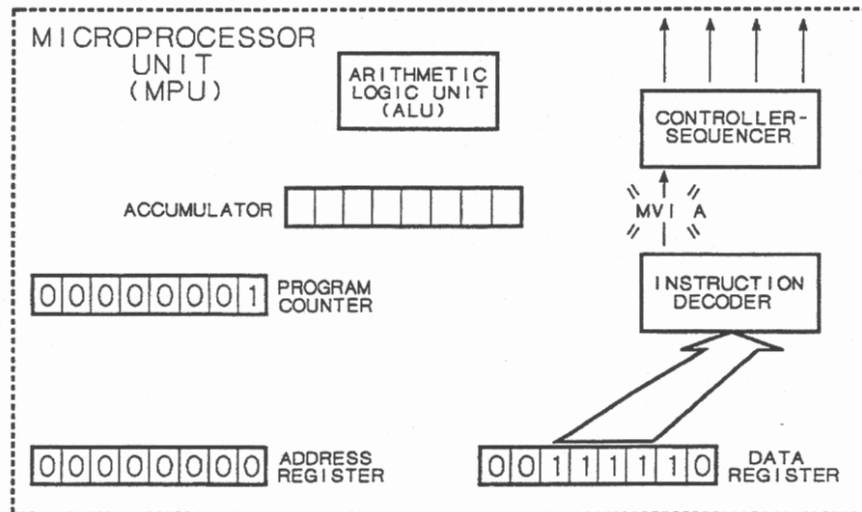 MICROPROCESSOR
UNIT
(MPU)
ARITHMETIC
LOGIC UNIT
(ALU)
CONTROLLER-
SEQUENCER
ACCUMULATOR
MVI A
00000001
PROGRAM
COUNTER
INSTRUCTION
DECODER
00000000
ADDRESS
REGISTER
00111110
DATA
REGISTER